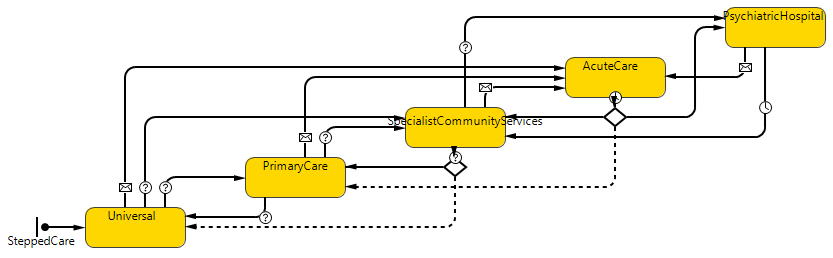 PsychiatricHospital
AcuteCare
SpecialistCommunityServices
PrimaryCare
Universal
SteppedCare